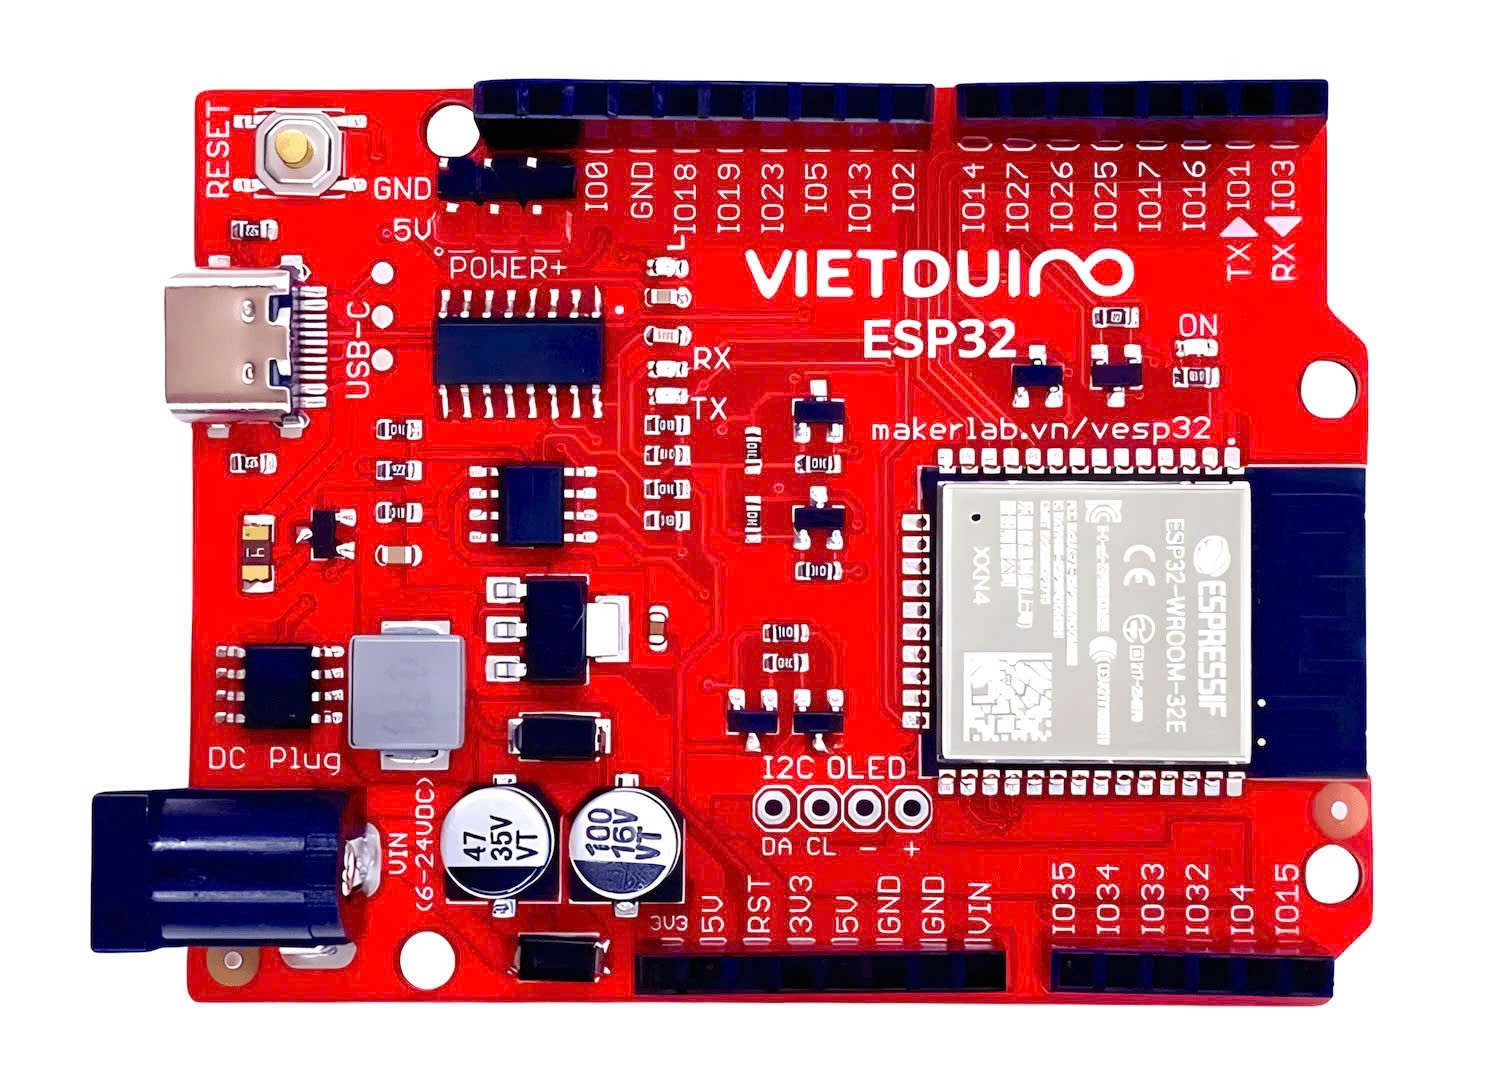 RESET
GND
5V
POWER+
USB-C
IO0
GND
IO18
IO19
IO23
IO5
IO13
IO2
IO14
IO27
IO26
IO25
IO17
IO16
IO1
IO3
TX
RX
L
VIETDUINO
ESP32
ON
RX
TX
makerlab.vn/vesp32
ESPRESSIF
ESP32-WROOM-32E
CE
XXN4
DC Plug
VIN
(6-24VDC)
47
35V
VT
100
16V
VT
I2C OLED
DA CL - +
3V3
5V
RST
3V3
5V
GND
GND
VIN
IO35
IO34
IO33
IO32
IO4
IO15